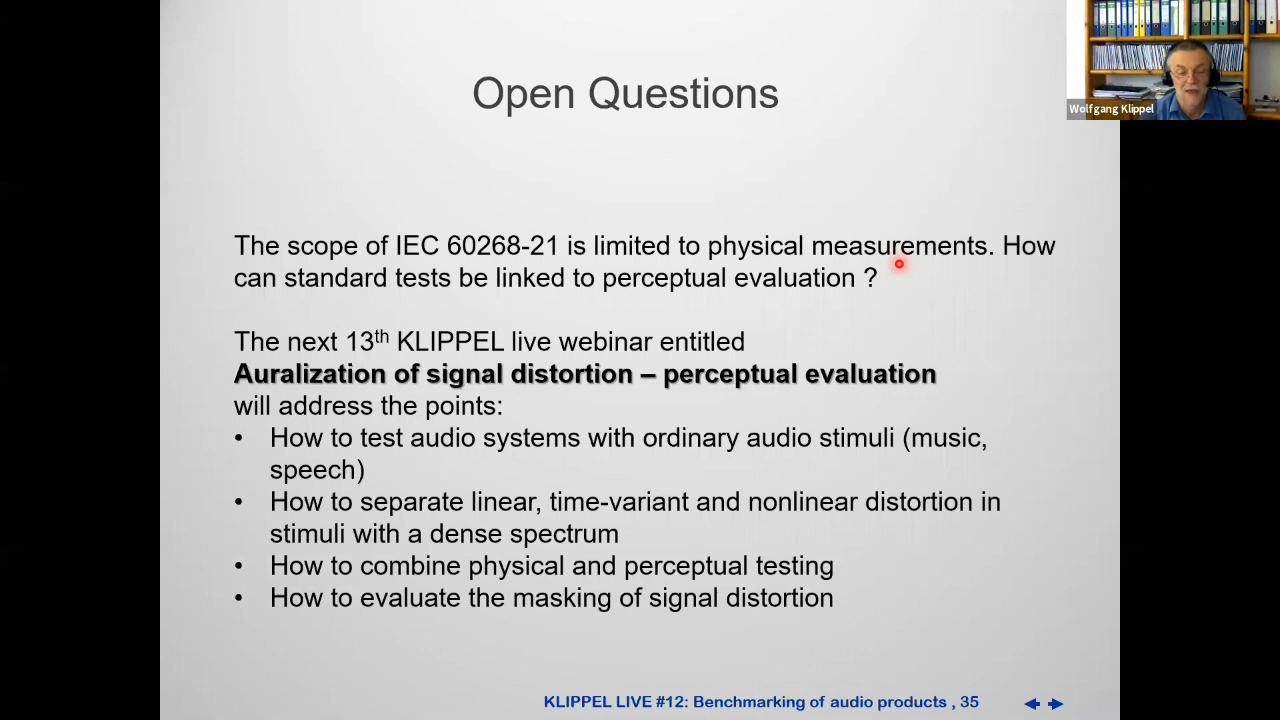 Open Questions
Wolfgang Klippel
The scope of IEC 60268-21 is limited to physical measurements. How
can standard tests be linked to perceptual evaluation ?
The next 13th KLIPPEL live webinar entitled
Auralization of signal distortion – perceptual evaluation
will address the points:
• How to test audio systems with ordinary audio stimuli (music,
speech)
• How to separate linear, time-variant and nonlinear distortion in
stimuli with a dense spectrum
• How to combine physical and perceptual testing
• How to evaluate the masking of signal distortion
KLIPPEL LIVE #12: Benchmarking of audio products , 35